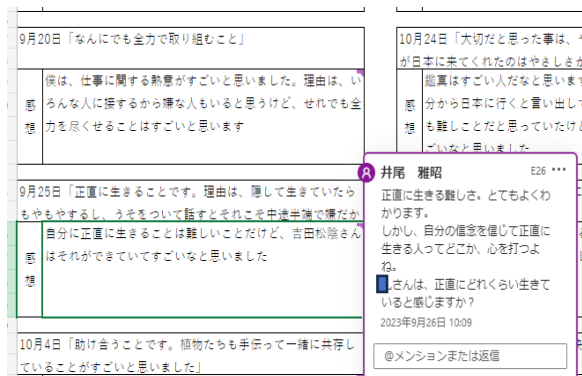 9月20日「なんにでも全力で取り組むこと」
感想
僕は、仕事に関する熱意がすごいと思いました。理由は、い
ろんな人に接するから嫌な人もいると思うけど、せれでも全
力を尽くせることはすごいと思います
9月25日「正直に生きることです。理由は、隠して生きていたら
もやもやするし、うそをついて話すとそれこそ中途半端で嫌だか
感想
自分に正直に生きることは難しいことだけど、吉田松陰さん
はそれができていてすごいなと思いました
10月4日「助け合うことです。植物たちも手伝って一緒に共存し
ていることがすごいと思いました」
10月24日「大切だと思った事は、
が日本に来てくれたのはやさしさか
感想
鑑真はすごい人だなと思います
分から日本に行くと言い出して
も難しことだと思っていたけど
ごいなと思いました
井尾 雅昭
E26
正直に生きる難しさ。とてもよくわ
かります。
しかし、自分の信念を信じて正直に
生きる人ってどこか、心を打つよ
ね。
さんは、正直にどれくらい生きて
いると感じますか?
2023年9月26日 10:09
@メンションまたは返信